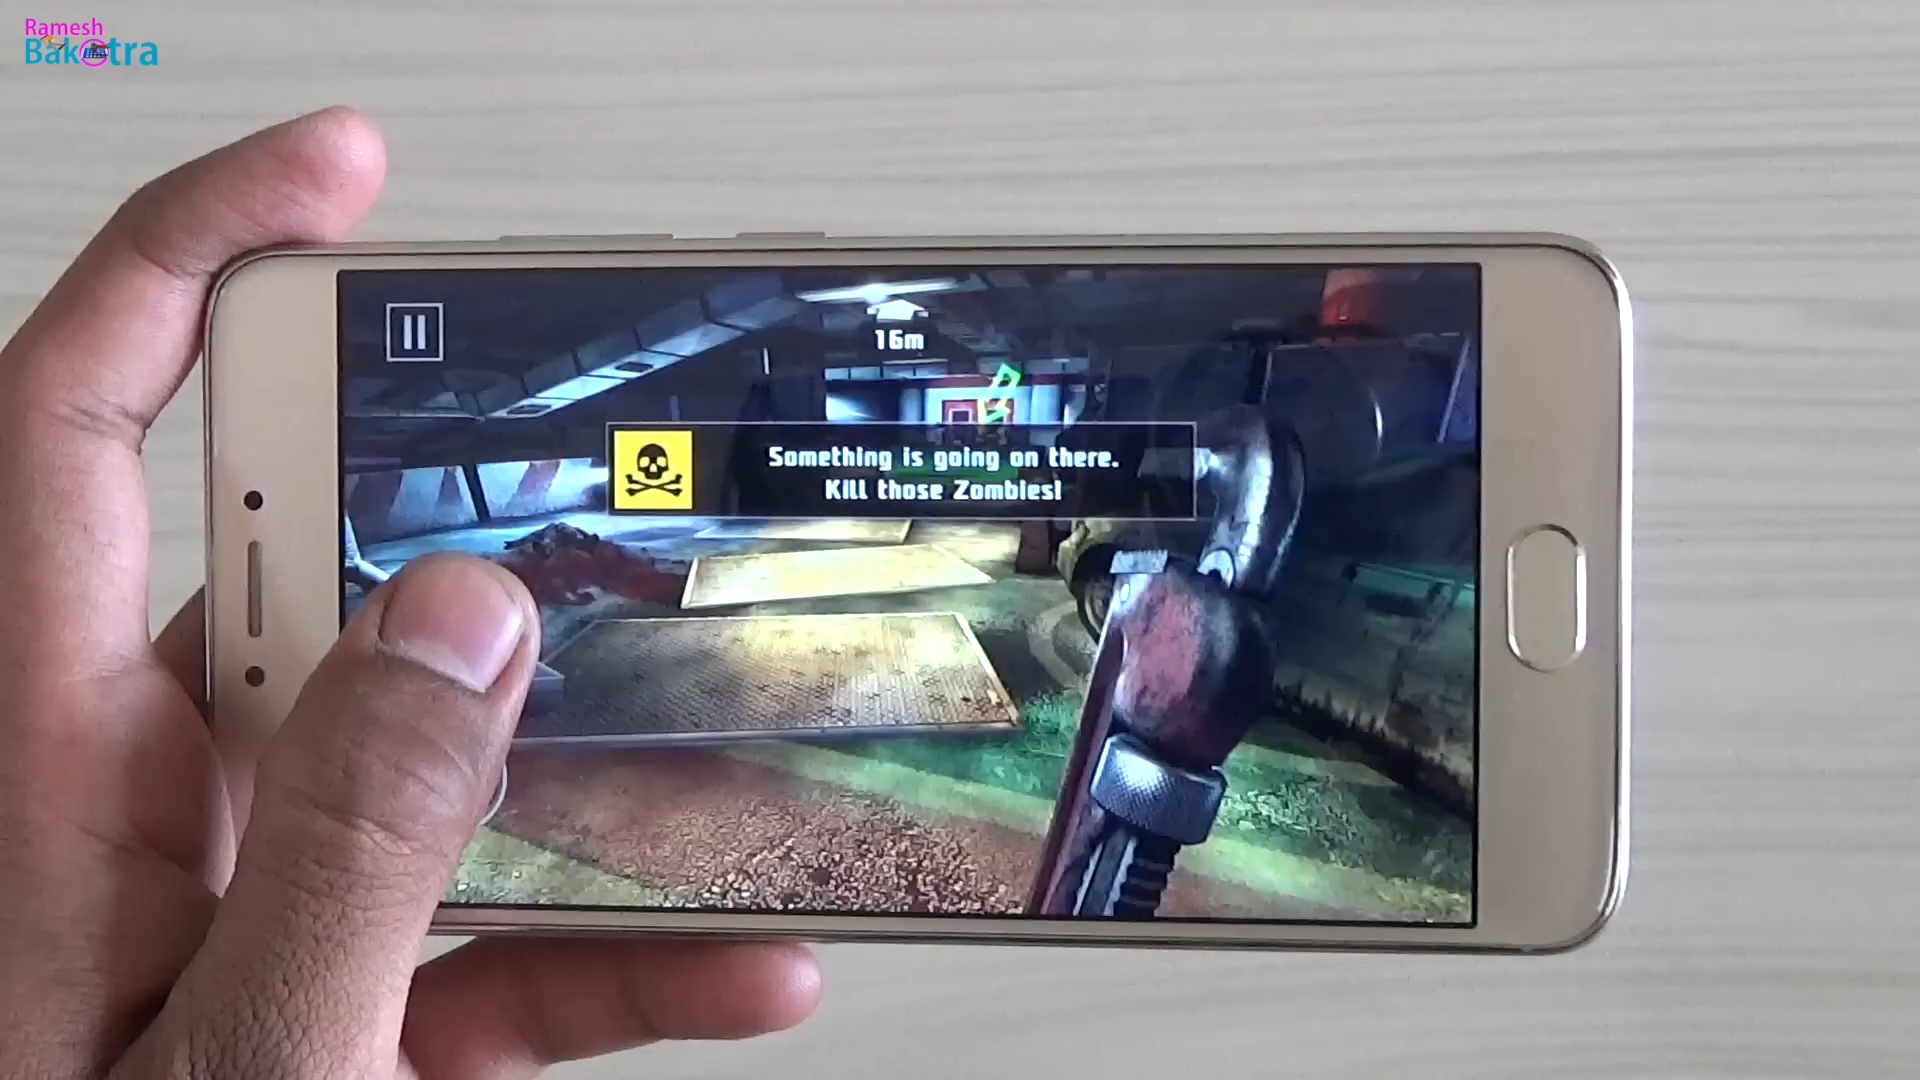 Ramesh
Bakotra
16m
Something is going on there.
Kill those Zombies!